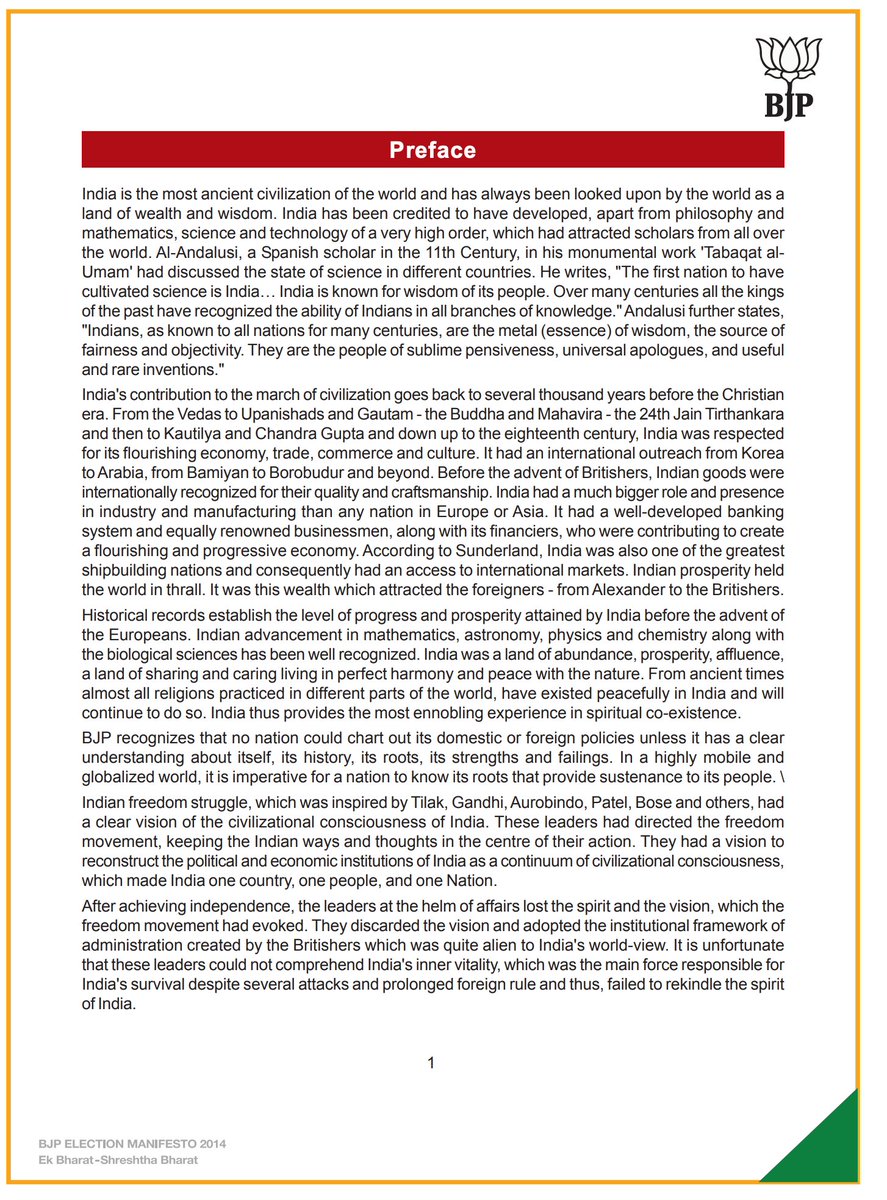 BJP
Preface
India is the most ancient civilization of the world and has always been looked upon by the world as a
land of wealth and wisdom. India has been credited to have developed, apart from philosophy and
mathematics, science and technology of a very high order, which had attracted scholars from all over
the world. Al-Andalusi, a Spanish scholar in the 11th Century, in his monumental work 'Tabaqat al-
Umam' had discussed the state of science in different countries. He writes, "The first nation to have
cultivated science is India… India is known for wisdom of its people. Over many centuries all the kings
of the past have recognized the ability of Indians in all branches of knowledge." Andalusi further states,
"Indians, as known to all nations for many centuries, are the metal (essence) of wisdom, the source of
fairness and objectivity. They are the people of sublime pensiveness, universal apologues, and useful
and rare inventions."
India's contribution to the march of civilization goes back to several thousand years before the Christian
era. From the Vedas to Upanishads and Gautam - the Buddha and Mahavira - the 24th Jain Tirthankara
and then to Kautilya and Chandra Gupta and down up to the eighteenth century, India was respected
for its flourishing economy, trade, commerce and culture. It had an international outreach from Korea
to Arabia, from Bamiyan to Borobudur and beyond. Before the advent of Britishers, Indian goods were
internationally recognized for their quality and craftsmanship. India had a much bigger role and presence
in industry and manufacturing than any nation in Europe or Asia. It had a well-developed banking
system and equally renowned businessmen, along with its financiers, who were contributing to create
a flourishing and progressive economy. According to Sunderland, India was also one of the greatest
shipbuilding nations and consequently had an access to international markets. Indian prosperity held
the world in thrall. It was this wealth which attracted the foreigners - from Alexander to the Britishers.
Historical records establish the level of progress and prosperity attained by India before the advent of
the Europeans. Indian advancement in mathematics, astronomy, physics and chemistry along with
the biological sciences has been well recognized. India was a land of abundance, prosperity, affluence,
a land of sharing and caring living in perfect harmony and peace with the nature. From ancient times
almost all religions practiced in different parts of the world, have existed peacefully in India and will
continue to do so. India thus provides the most ennobling experience in spiritual co-existence.
BJP recognizes that no nation could chart out its domestic or foreign policies unless it has a clear
understanding about itself, its history, its roots, its strengths and failings. In a highly mobile and
globalized world, it is imperative for a nation to know its roots that provide sustenance to its people. \
Indian freedom struggle, which was inspired by Tilak, Gandhi, Aurobindo, Patel, Bose and others, had
a clear vision of the civilizational consciousness of India. These leaders had directed the freedom
movement, keeping the Indian ways and thoughts in the centre of their action. They had a vision to
reconstruct the political and economic institutions of India as a continuum of civilizational consciousness,
which made India one country, one people, and one Nation.
After achieving independence, the leaders at the helm of affairs lost the spirit and the vision, which the
freedom movement had evoked. They discarded the vision and adopted the institutional framework of
administration created by the Britishers which was quite alien to India's world-view. It is unfortunate
that these leaders could not comprehend India's inner vitality, which was the main force responsible for
India's survival despite several attacks and prolonged foreign rule and thus, failed to rekindle the spirit
of India.
1
BJP ELECTION MANIFESTO 2014
Ek Bharat-Shreshtha Bharat